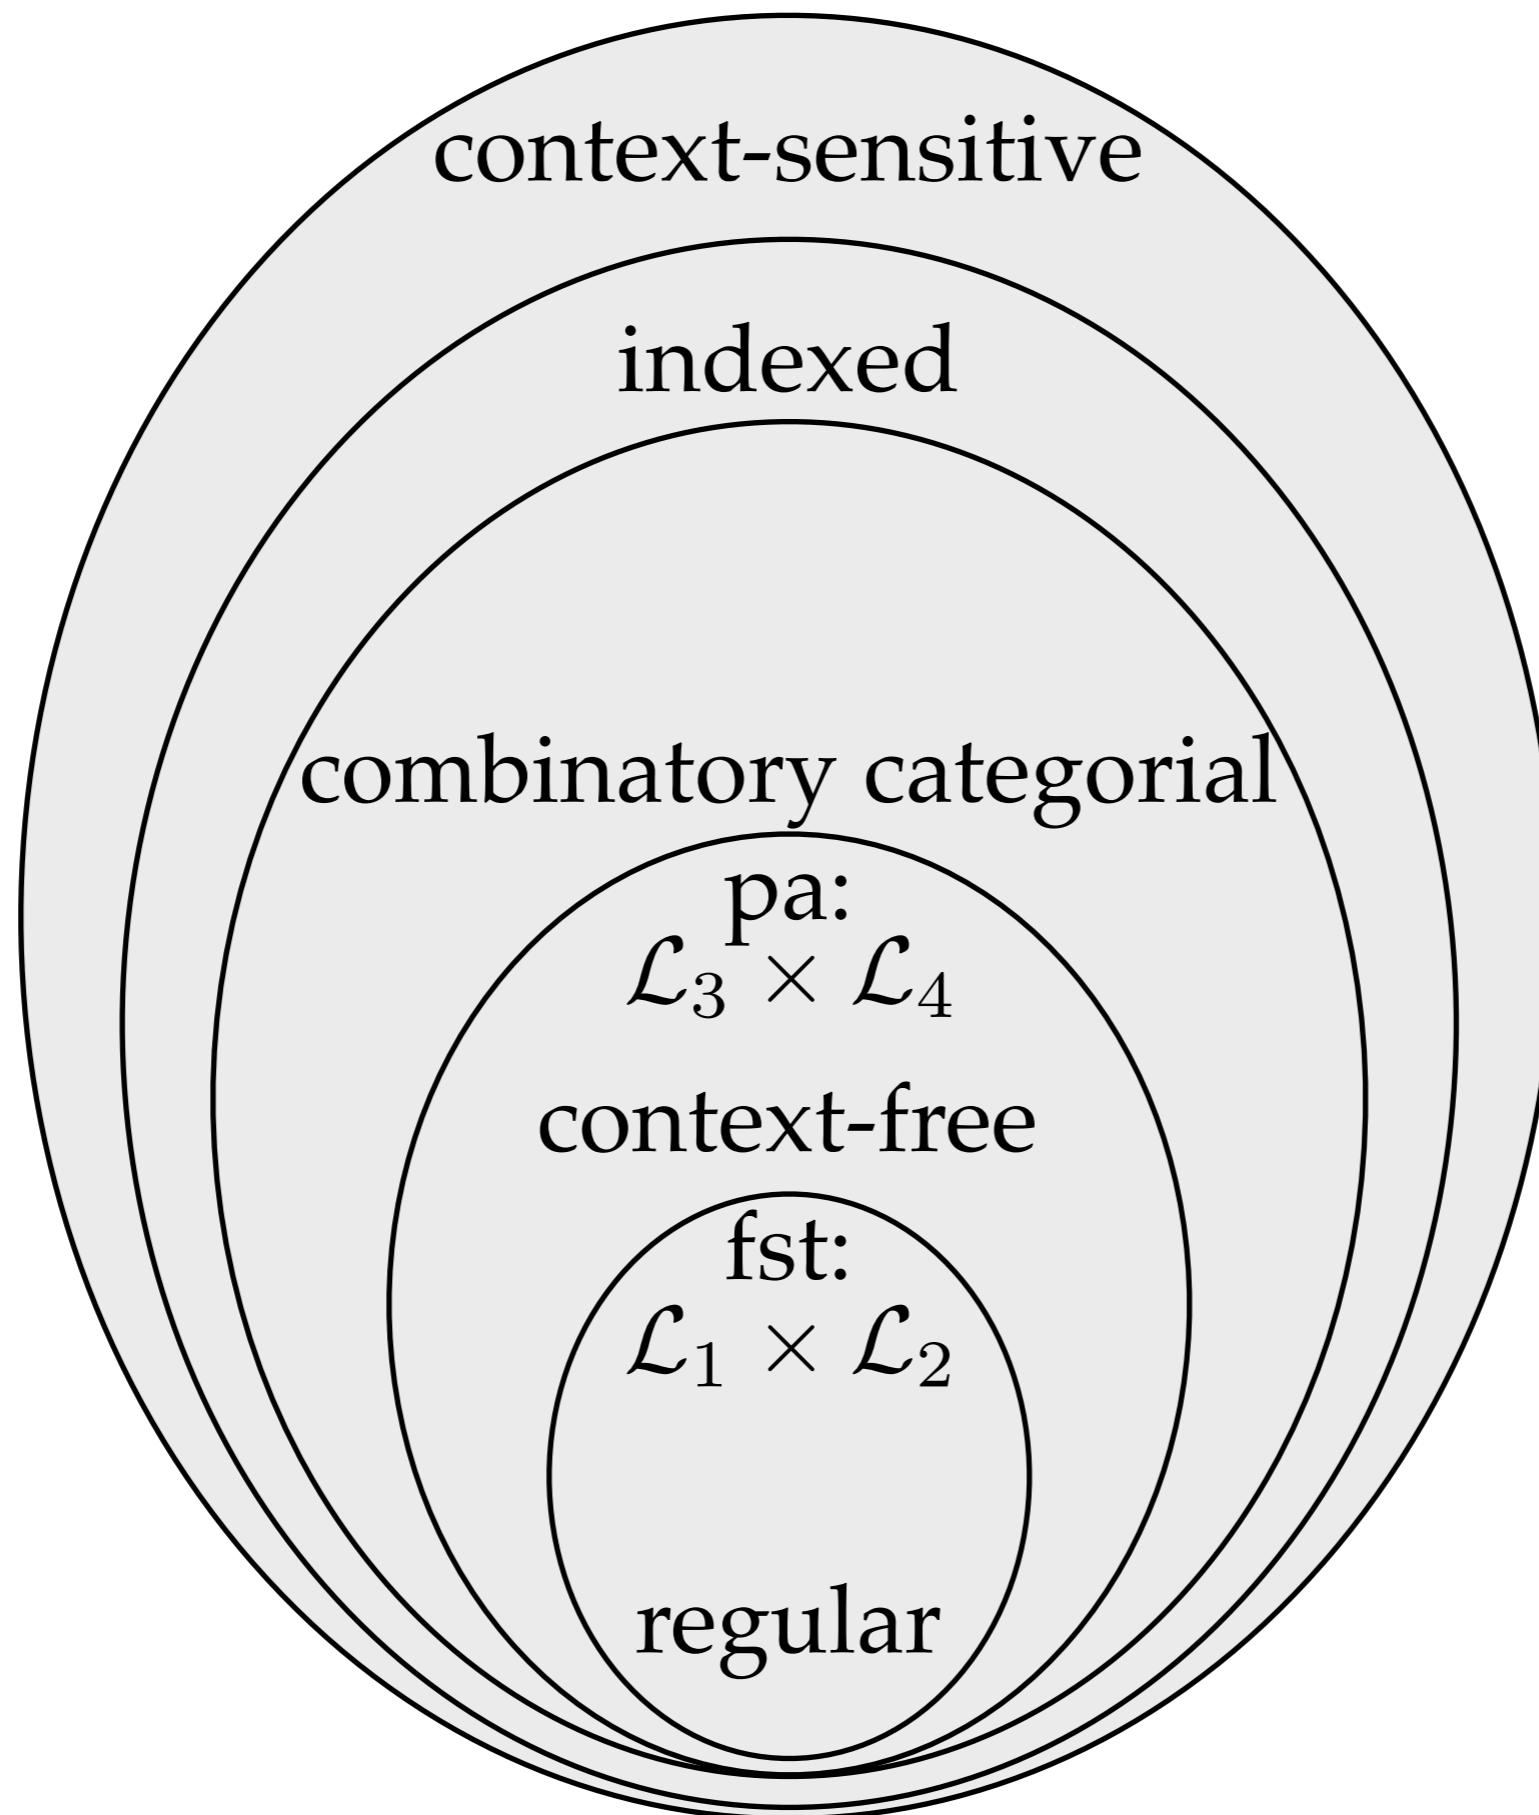 context-sensitive
indexed
combinatory categorial
pa:
ℒ₃ × ℒ₄
context-free
fst:
ℒ₁ × ℒ₂
regular